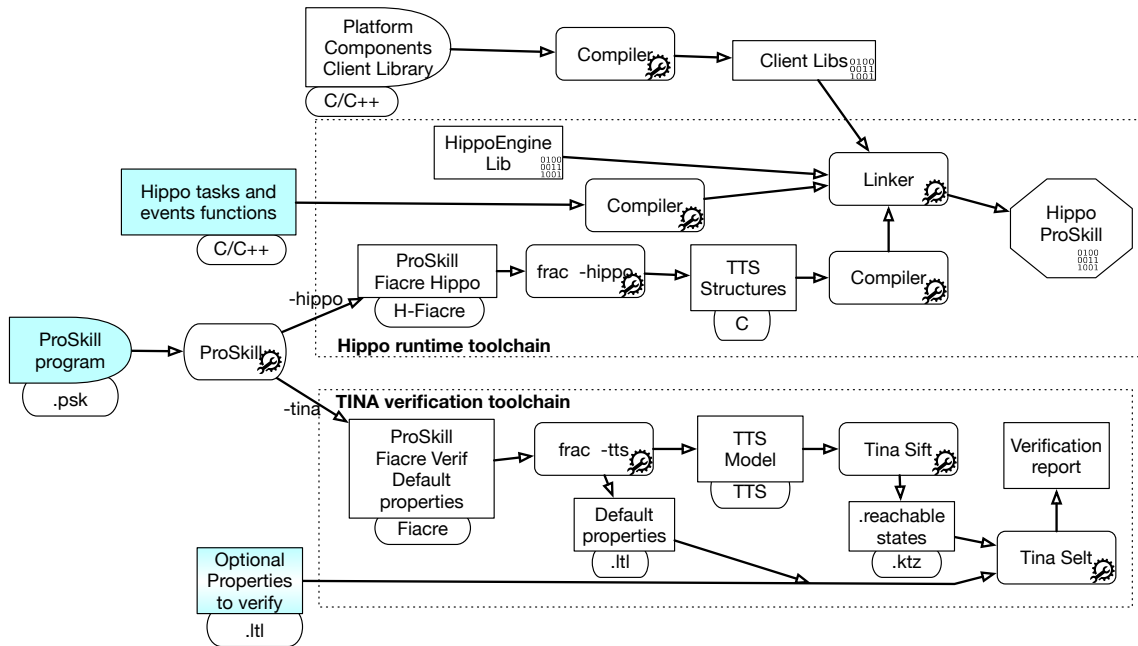 Platform
Components
Client Library
C/C++
Compiler
Client Libs
0100
0011
1001
HippoEngine
Lib
0100
0011
1001
Linker
Hippo tasks and
events functions
C/C++
Compiler
Hippo
ProSkill
0100
0011
1001
ProSkill
Fiacre Hippo
H-Fiacre
frac -hippo
TTS
Structures
C
Compiler
-hippo
Hippo runtime toolchain
ProSkill
program
.psk
ProSkill
-tina
TINA verification toolchain
ProSkill
Fiacre Verif
Default
properties
Fiacre
frac -tts
TTS
Model
TTS
Tina Sift
Verification
report
Default
properties
.ltl
.reachable
states
.ktz
Tina Selt
Optional
Properties
to verify
.ltl